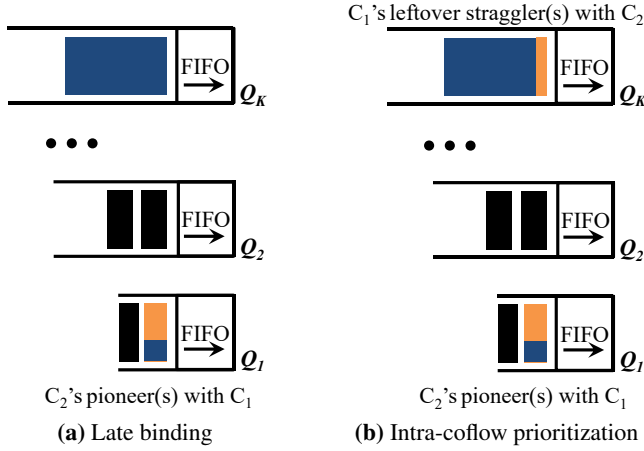 C1's leftover straggler(s) with C2
FIFO
QK
FIFO
QK
FIFO
Q2
FIFO
Q2
FIFO
Q1
FIFO
Q1
C2's pioneer(s) with C1
C2's pioneer(s) with C1
(a) Late binding
(b) Intra-coflow prioritization